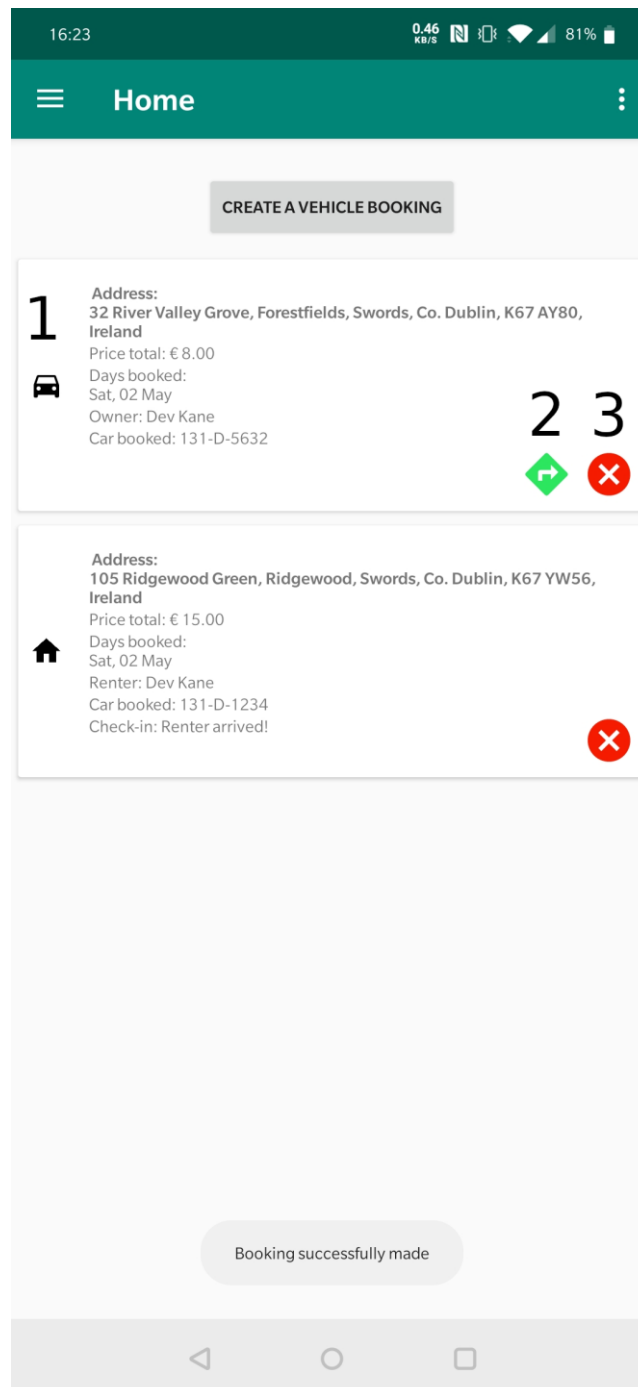 16:23
0.46
KB/S
81%
Home
CREATE A VEHICLE BOOKING
1
Address:
32 River Valley Grove, Forestfields, Swords, Co. Dublin, K67 AY80,
Ireland
Price total: € 8.00
Days booked:
Sat, 02 May
Owner: Dev Kane
Car booked: 131-D-5632
2 3
Address:
105 Ridgewood Green, Ridgewood, Swords, Co. Dublin, K67 YW56,
Ireland
Price total: € 15.00
Days booked:
Sat, 02 May
Renter: Dev Kane
Car booked: 131-D-1234
Check-in: Renter arrived!
Booking successfully made